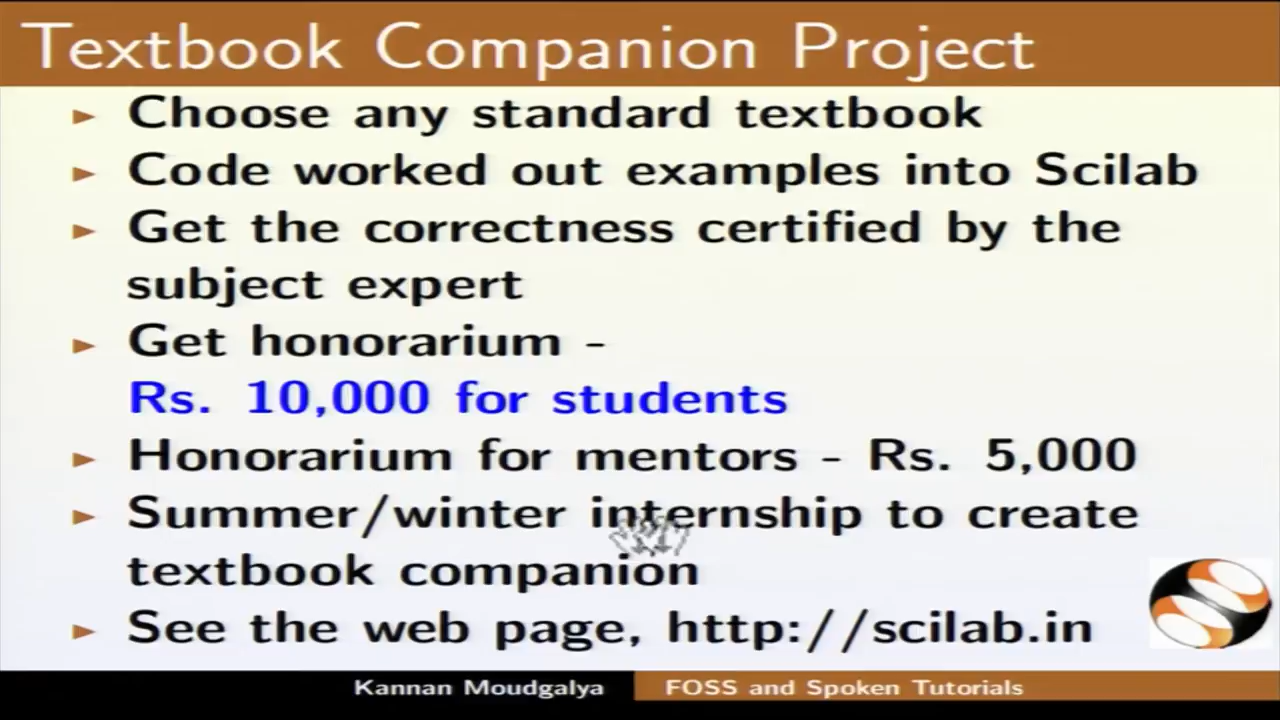 Textbook Companion Project
► Choose any standard textbook
► Code worked out examples into Scilab
► Get the correctness certified by the
subject expert
► Get honorarium -
Rs. 10,000 for students
► Honorarium for mentors - Rs. 5,000
► Summer/winter internship to create
textbook companion
► See the web page, http://scilab.in
Kannan Moudgalya
FOSS and Spoken Tutorials